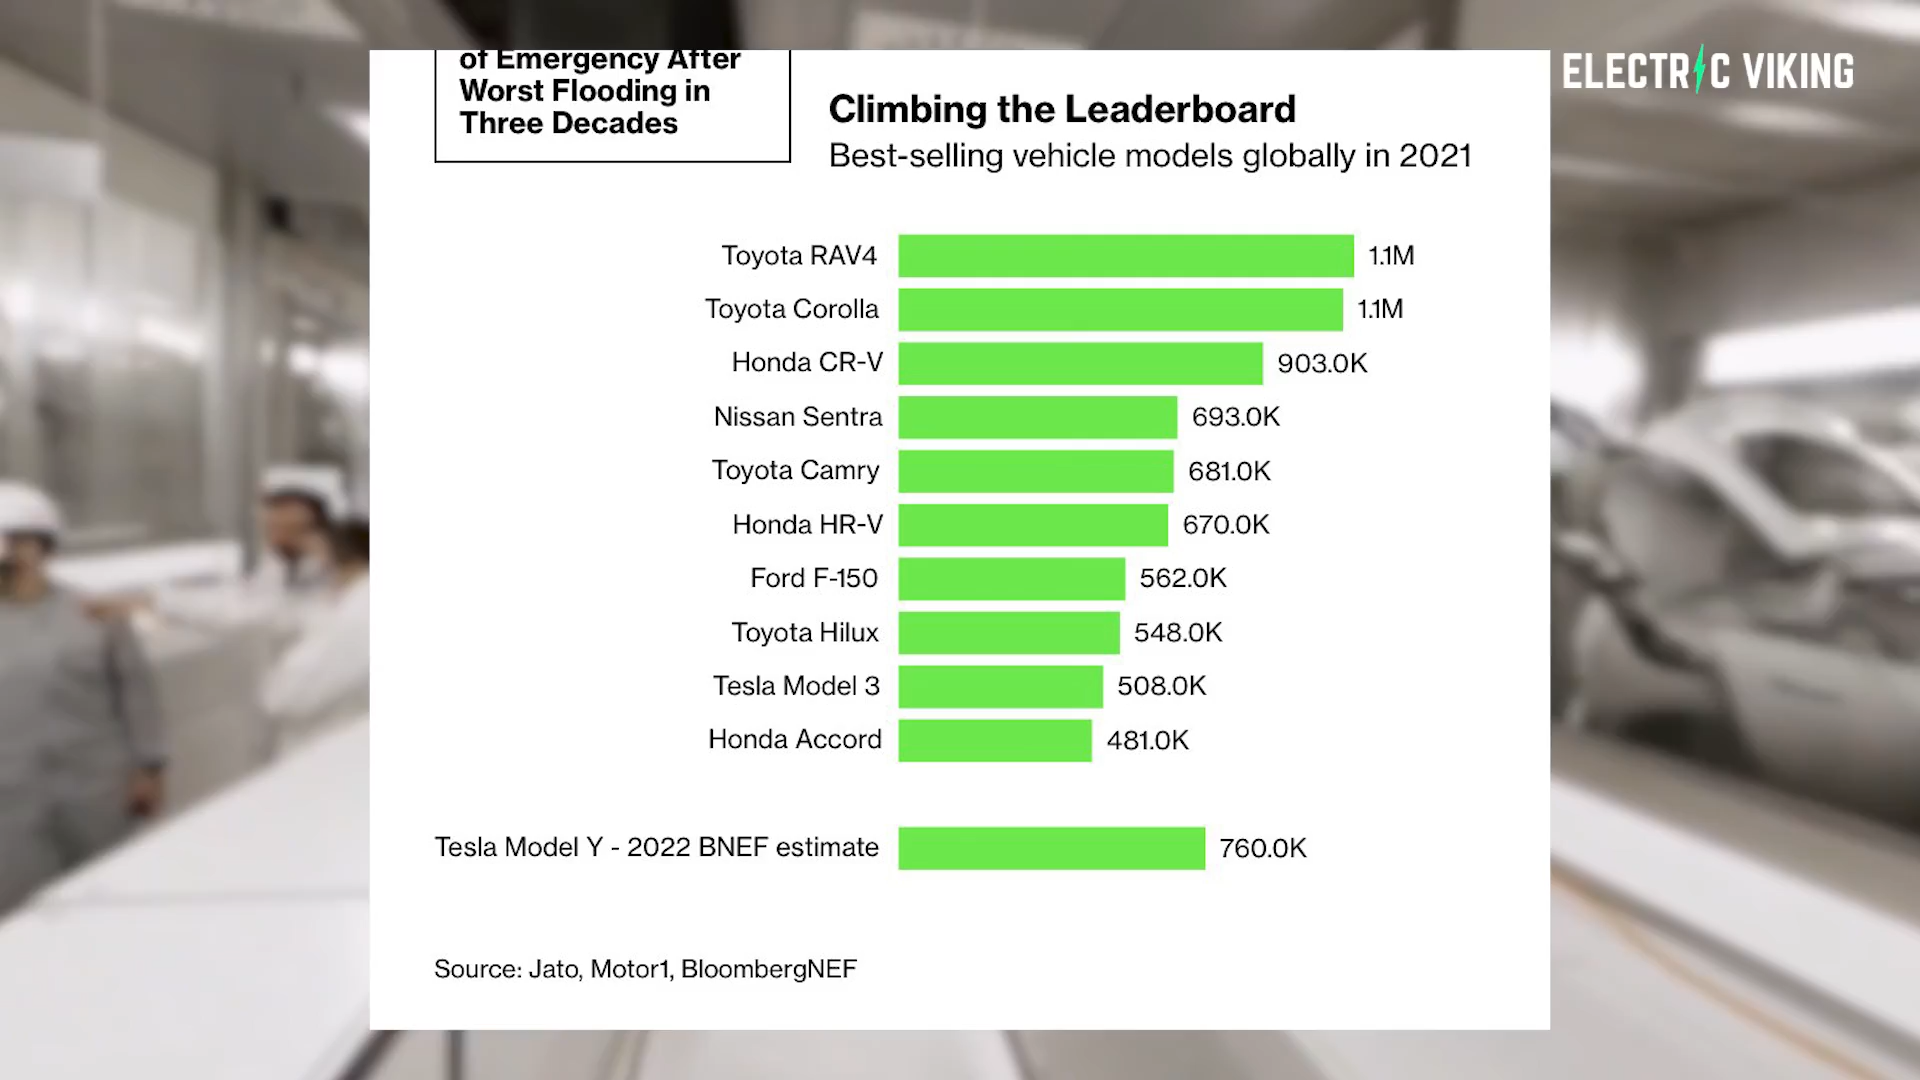 ELECTRIC VIKING
of Emergency After
Worst Flooding in
Three Decades
Climbing the Leaderboard
Best-selling vehicle models globally in 2021
Toyota RAV4 1.1M
Toyota Corolla 1.1M
Honda CR-V 903.0K
Nissan Sentra 693.0K
Toyota Camry 681.0K
Honda HR-V 670.0K
Ford F-150 562.0K
Toyota Hilux 548.0K
Tesla Model 3 508.0K
Honda Accord 481.0K
Tesla Model Y - 2022 BNEF estimate 760.0K
Source: Jato, Motor1, BloombergNEF